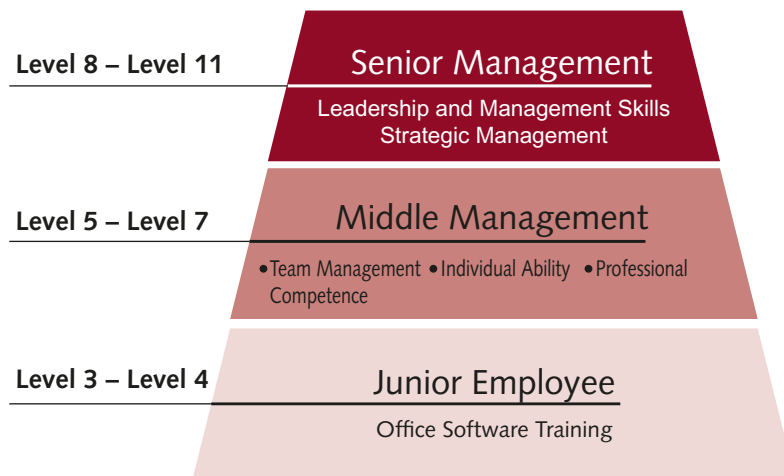 Level 8 – Level 11
Senior Management
Leadership and Management Skills
Strategic Management
Level 5 – Level 7
Middle Management
•Team Management •Individual Ability •Professional
Competence
Level 3 – Level 4
Junior Employee
Office Software Training